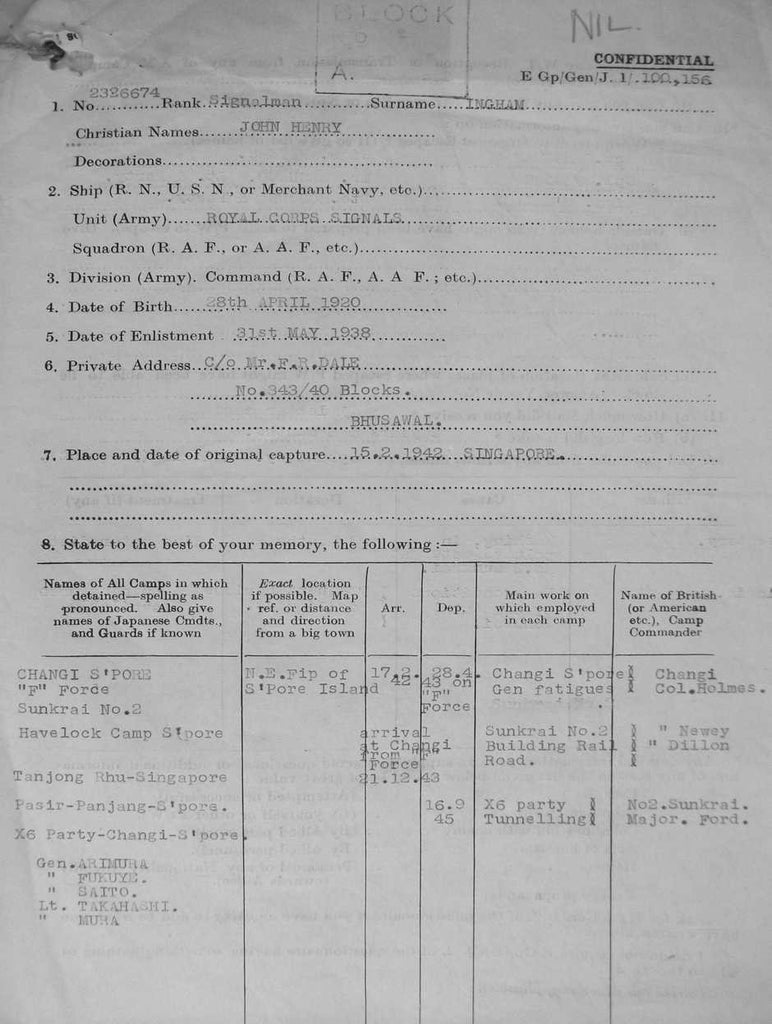 BLOCK
NIL
A.
CONFIDENTIAL
E Gp/Gen/J. 1/.100,156
1. No. 2326674 Rank. Signalman Surname INGHAM
Christian Names JOHN HENRY
Decorations
2. Ship (R. N., U. S. N., or Merchant Navy, etc.)
Unit (Army) ROYAL CORPS SIGNALS
Squadron (R. A. F., or A. A. F., etc.)
3. Division (Army). Command (R. A. F., A. A F. ; etc.)
4. Date of Birth 28th APRIL 1920
5. Date of Enlistment 31st MAY 1938
6. Private Address C/o Mr.F.R.DALE
No.343/40 Blocks.
BHUSAWAL.
7. Place and date of original capture 15.2.1942 SINGAPORE.
8. State to the best of your memory, the following :—
Names of All Camps in which detained—spelling as pronounced. Also give names of Japanese Cmdts., and Guards if known
Exact location if possible. Map ref. or distance and direction from a big town
Arr.
Dep.
Main work on which employed in each camp
Name of British (or American etc.), Camp Commander
CHANGI S'PORE N.E.Fip of 17.2. 28.4. Changi S'pore Changi
"F" Force S'Pore Island 42 43 on "F" Force Gen fatigues Col.Holmes.
Sunkrai No.2
Havelock Camp S'pore arrival at Changi from F Force 21.12.43 Sunkrai No.2 Building Rail Road. " Newey
" Dillon
Tanjong Rhu-Singapore
Pasir-Panjang-S'pore. 16.9 45 X6 party Tunnelling No2.Sunkrai. Major. Ford.
X6 Party-Changi-S'pore
Gen.ARIMURA
" FUKUYE.
" SAITO.
Lt. TAKAHASHI.
" MURA